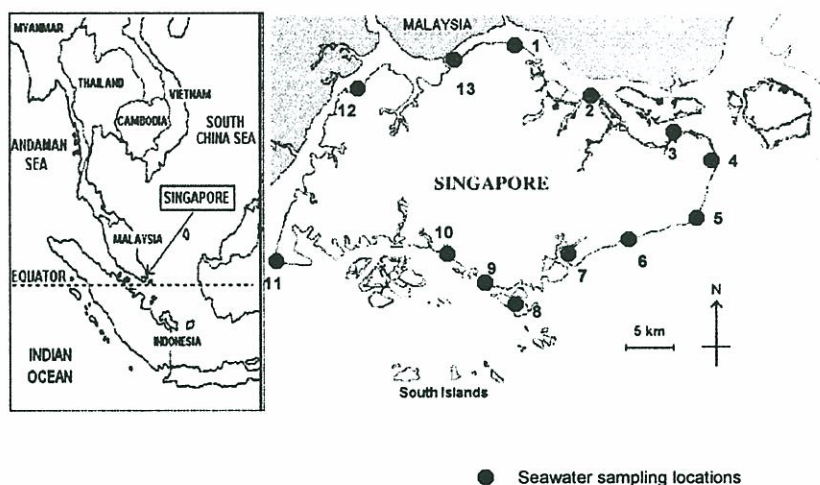 MYANMAR
THAILAND
VIETNAM
CAMBODIA
SOUTH
CHINA SEA
ANDAMAN
SEA
SINGAPORE
MALAYSIA
EQUATOR
INDONESIA
INDIAN
OCEAN
MALAYSIA
1
13
12
2
3
4
SINGAPORE
5
6
10
7
11
9
8
N
5 km
South Islands
Seawater sampling locations